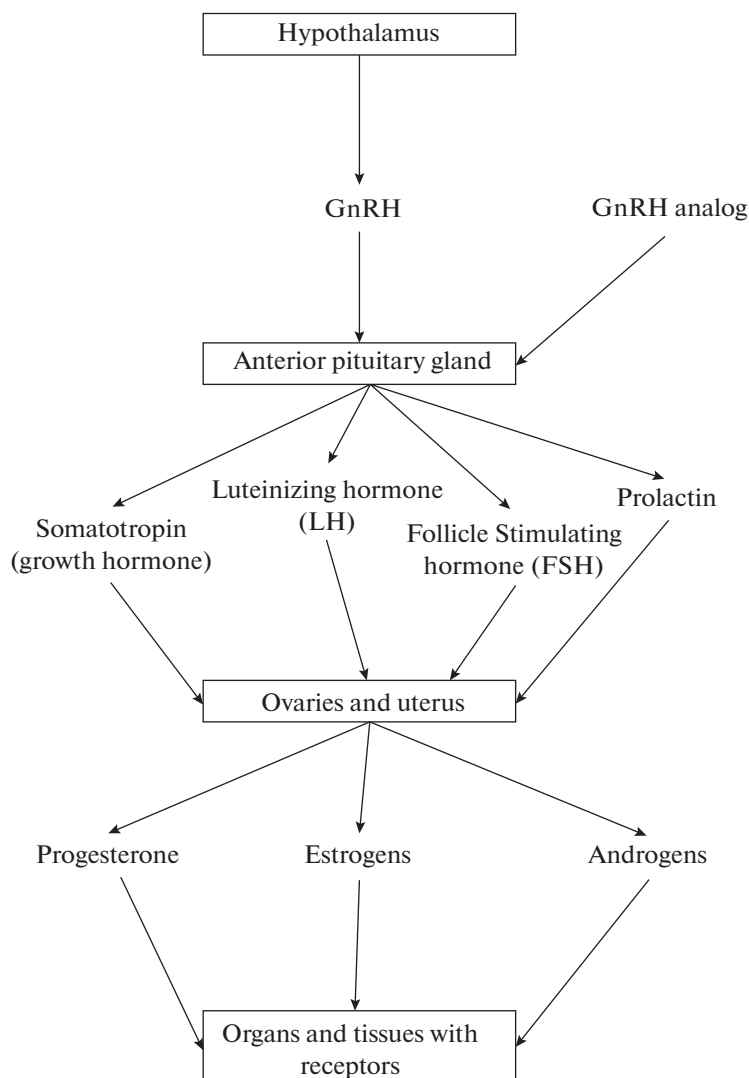 Hypothalamus
GnRH
GnRH analog
Anterior pituitary gland
Somatotropin
(growth hormone)
Luteinizing hormone
(LH)
Follicle Stimulating
hormone (FSH)
Prolactin
Ovaries and uterus
Progesterone
Estrogens
Androgens
Organs and tissues with
receptors